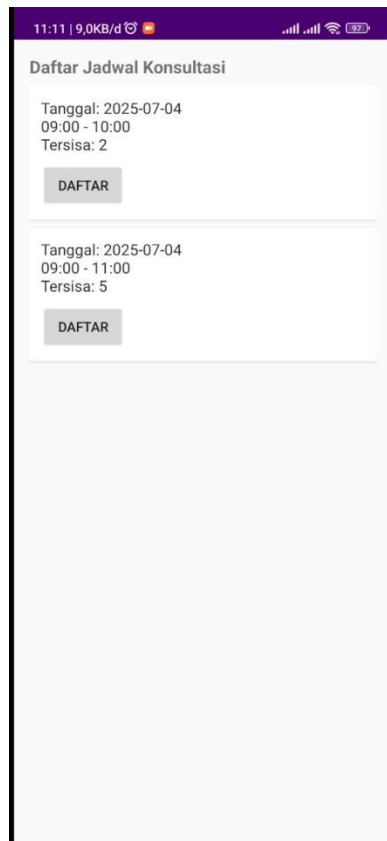 11:11 | 9,0KB/d
97
Daftar Jadwal Konsultasi
Tanggal: 2025-07-04
09:00 - 10:00
Tersisa: 2
DAFTAR
Tanggal: 2025-07-04
09:00 - 11:00
Tersisa: 5
DAFTAR